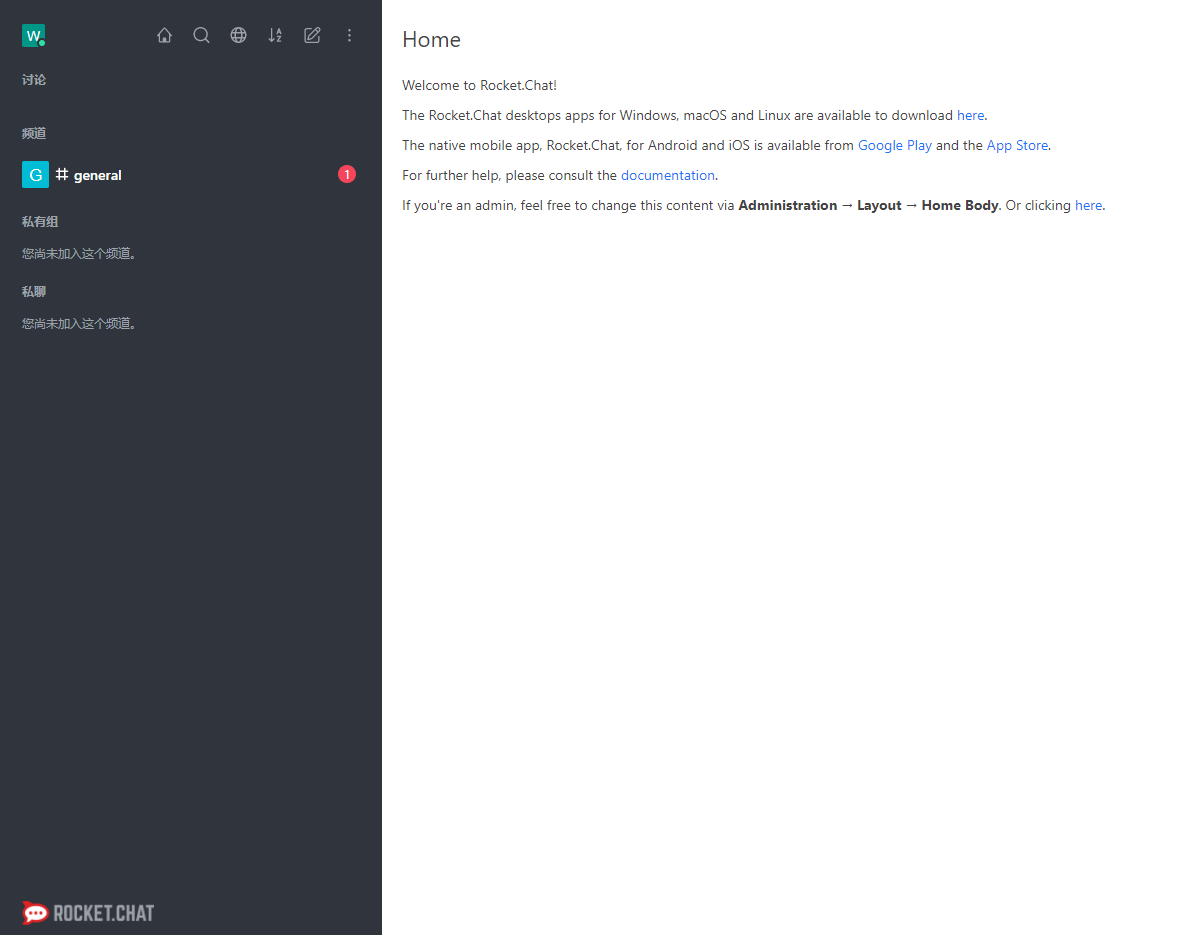 W
讨论
频道
G # general 1
私有组
您尚未加入这个频道。
私聊
您尚未加入这个频道。
ROCKET.CHAT
Home
Welcome to Rocket.Chat!
The Rocket.Chat desktops apps for Windows, macOS and Linux are available to download here.
The native mobile app, Rocket.Chat, for Android and iOS is available from Google Play and the App Store.
For further help, please consult the documentation.
If you're an admin, feel free to change this content via Administration → Layout → Home Body. Or clicking here.